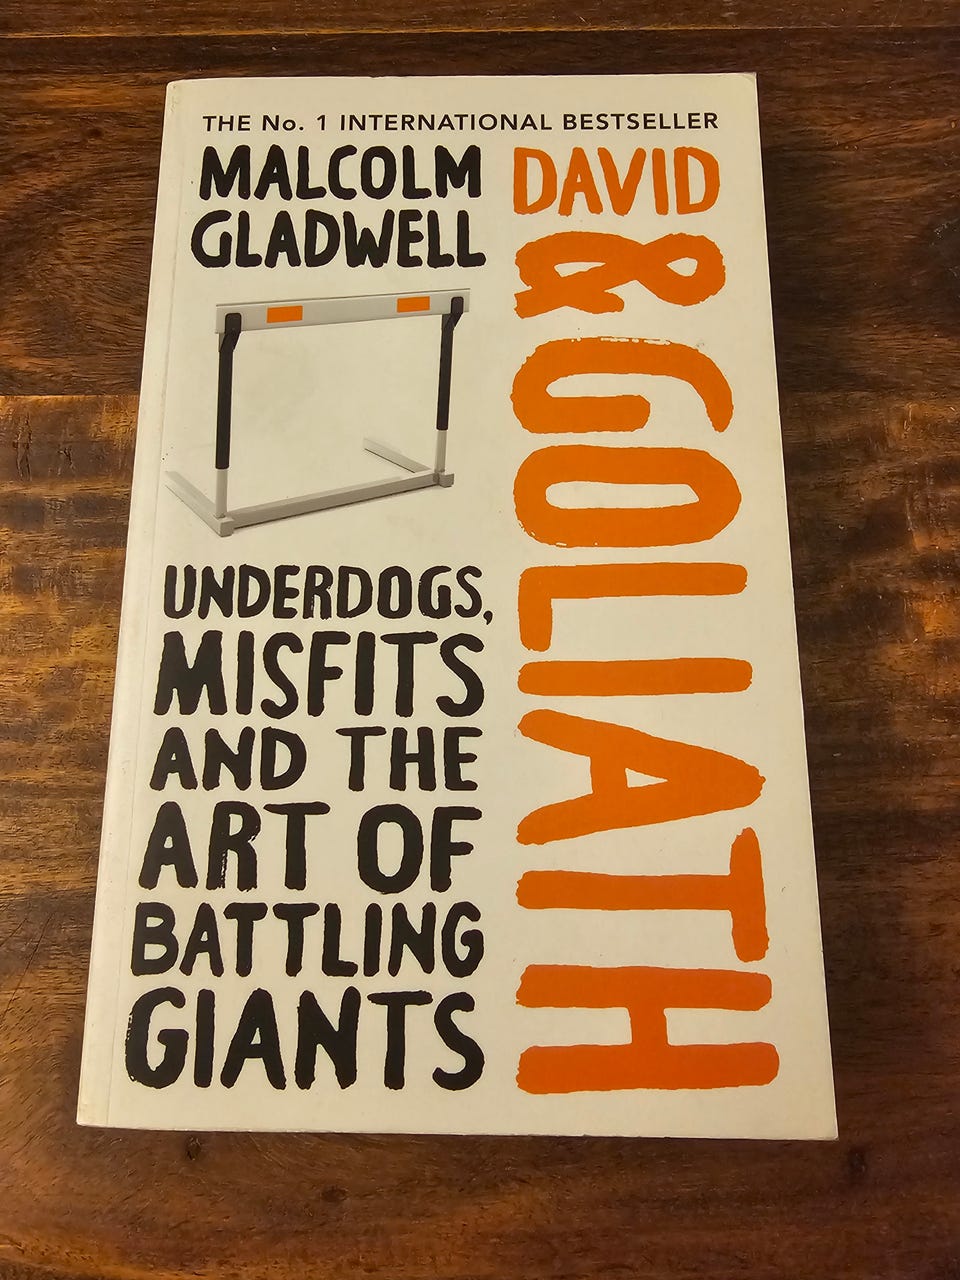 THE No. 1 INTERNATIONAL BESTSELLER
MALCOLM
GLADWELL
DAVID
&GOLIATH
UNDERDOGS,
MISFITS
AND THE
ART OF
BATTLING
GIANTS